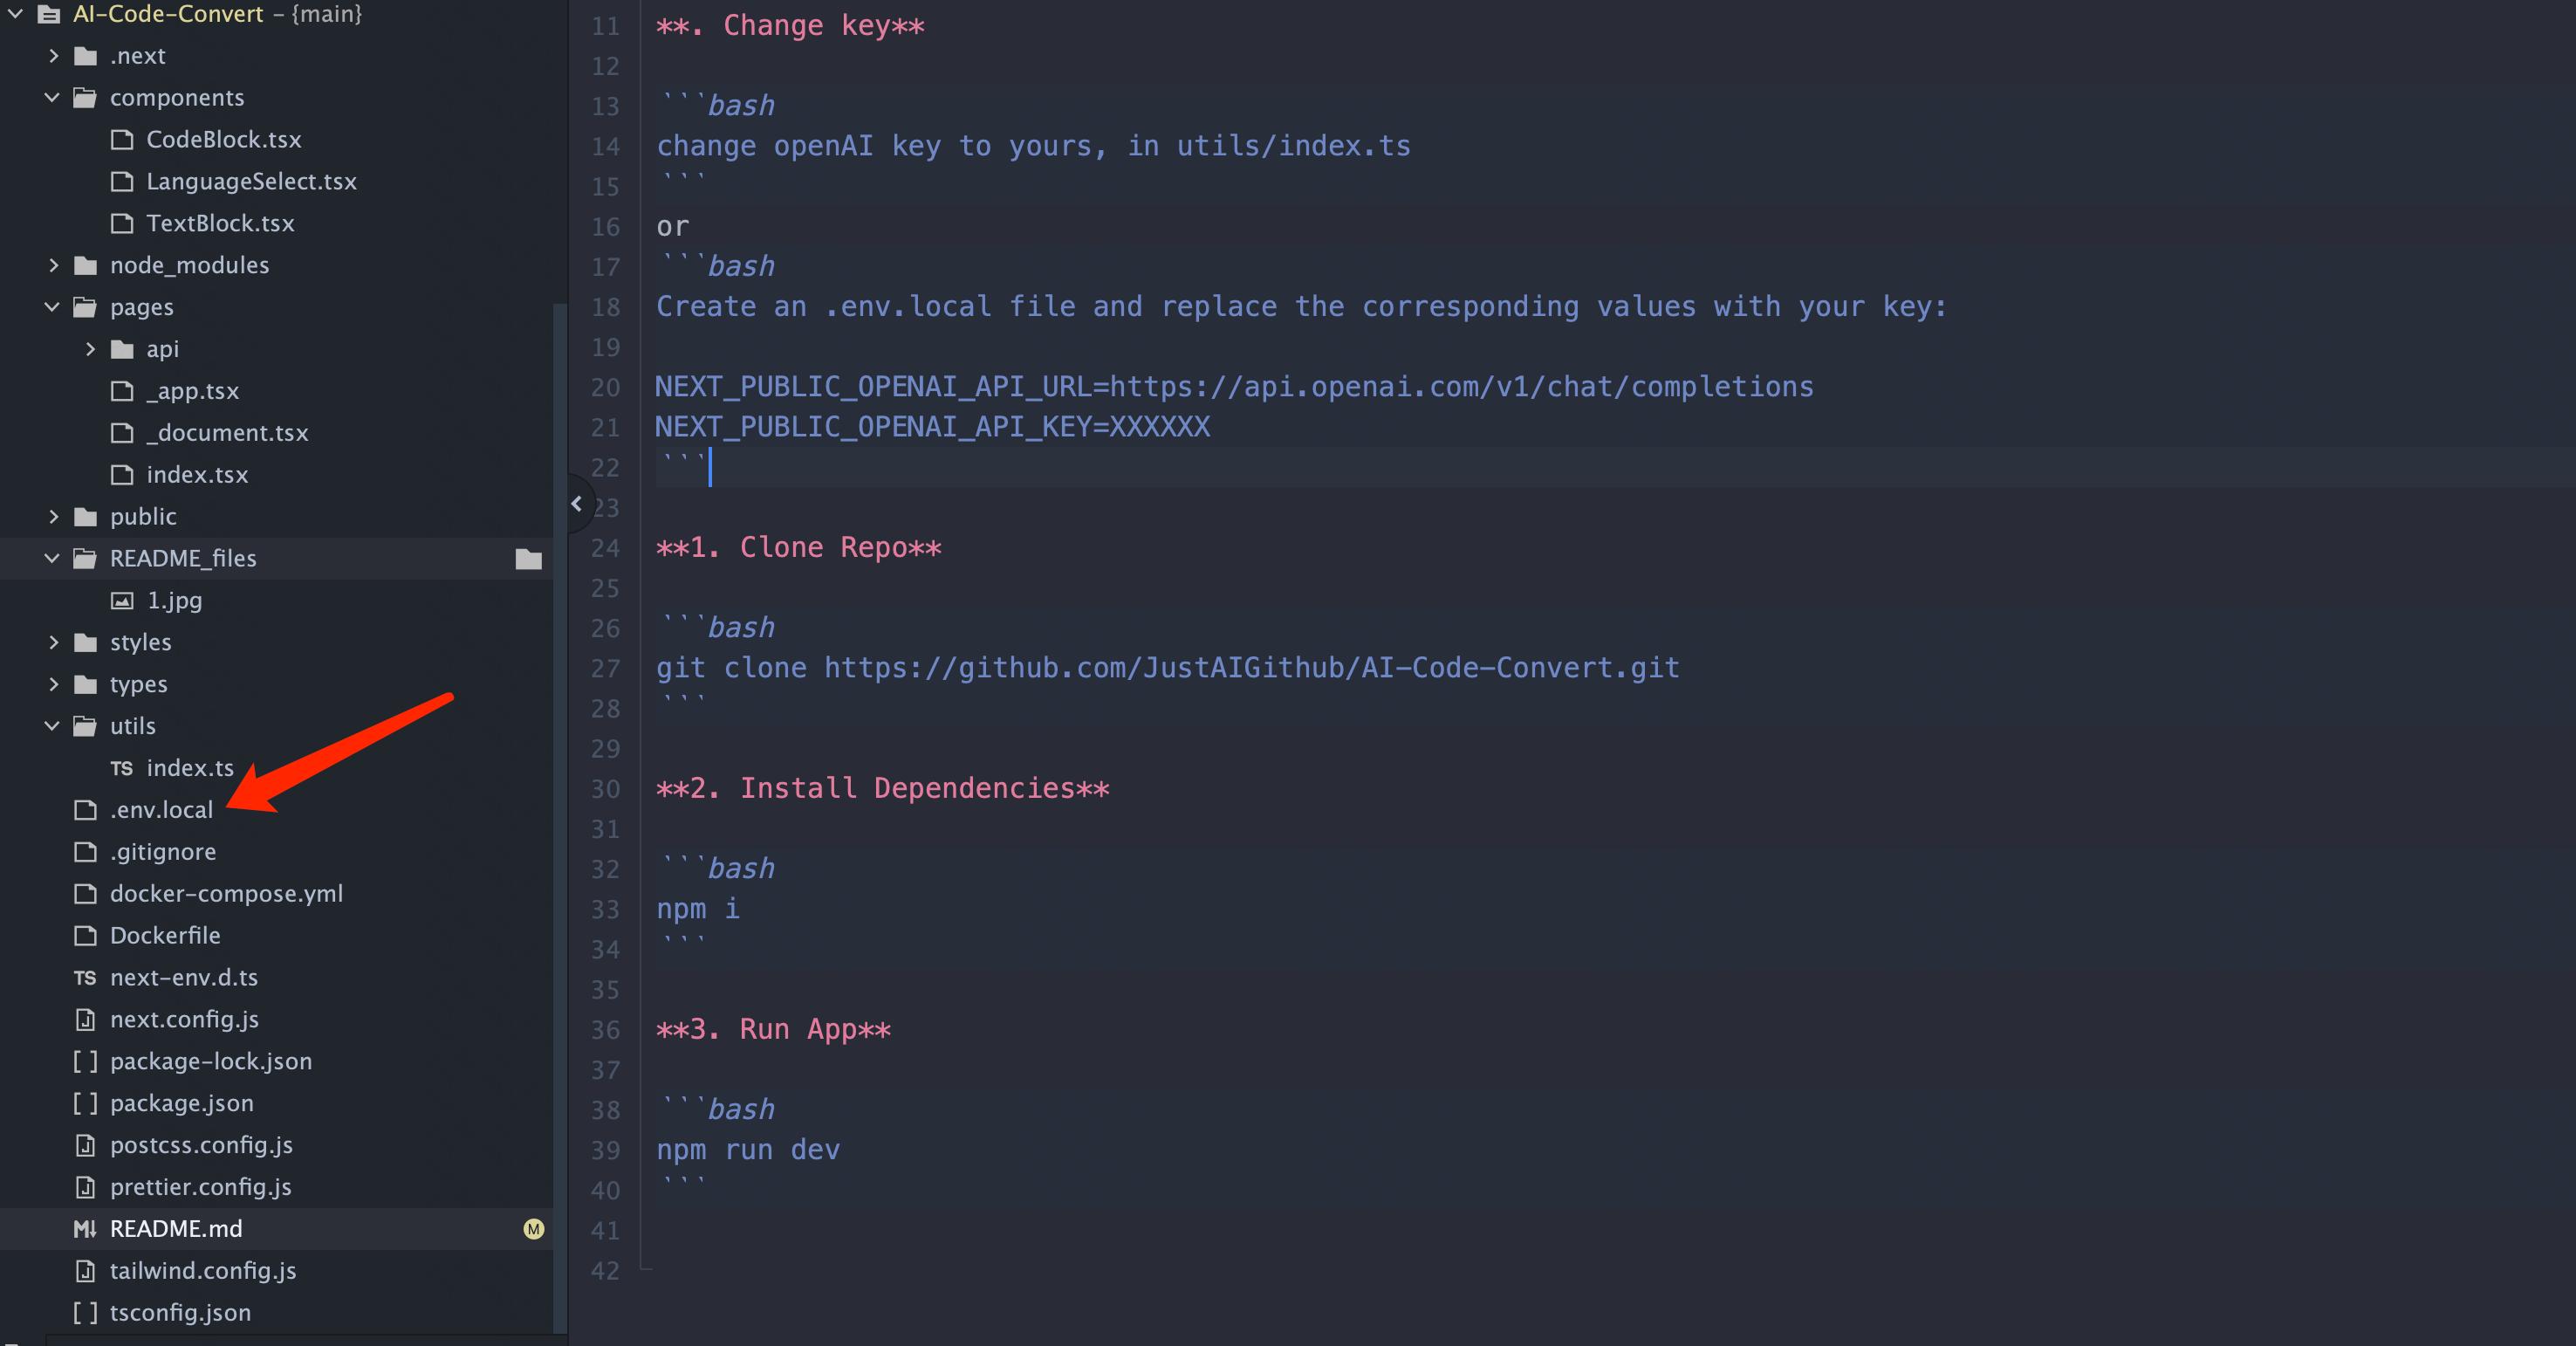 AI-Code-Convert – {main}
.next
components
CodeBlock.tsx
LanguageSelect.tsx
TextBlock.tsx
node_modules
pages
api
_app.tsx
_document.tsx
index.tsx
public
README_files
1.jpg
styles
types
utils
TS index.ts
.env.local
.gitignore
docker-compose.yml
Dockerfile
TS next-env.d.ts
J next.config.js
[ ] package-lock.json
[ ] package.json
J postcss.config.js
J prettier.config.js
M↓ README.md M
J tailwind.config.js
[ ] tsconfig.json
11 **. Change key**
12
13 ```bash
14 change openAI key to yours, in utils/index.ts
15 ```
16 or
17 ```bash
18 Create an .env.local file and replace the corresponding values with your key:
19
20 NEXT_PUBLIC_OPENAI_API_URL=https://api.openai.com/v1/chat/completions
21 NEXT_PUBLIC_OPENAI_API_KEY=XXXXXX
22 ```
23
24 **1. Clone Repo**
25
26 ```bash
27 git clone https://github.com/JustAIGithub/AI-Code-Convert.git
28 ```
29
30 **2. Install Dependencies**
31
32 ```bash
33 npm i
34 ```
35
36 **3. Run App**
37
38 ```bash
39 npm run dev
40 ```
41
42